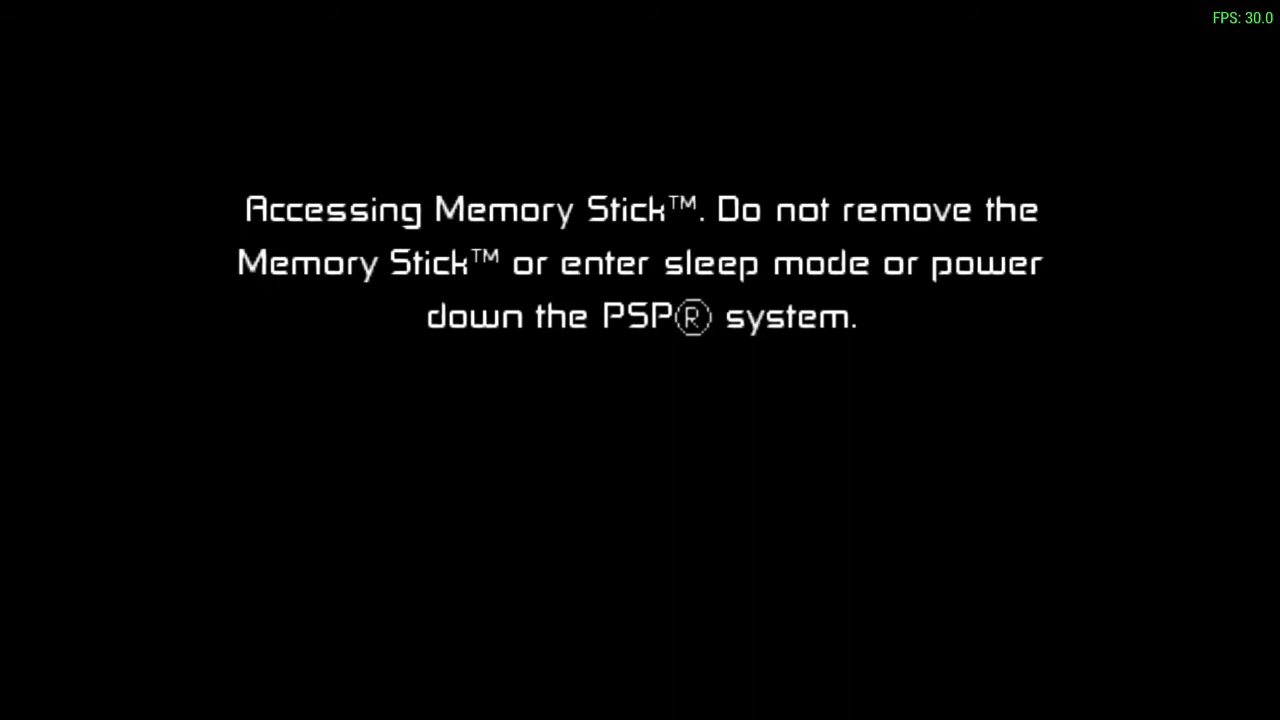 FPS: 30.0
Accessing Memory Stick™. Do not remove the
Memory Stick™ or enter sleep mode or power
down the PSP® system.